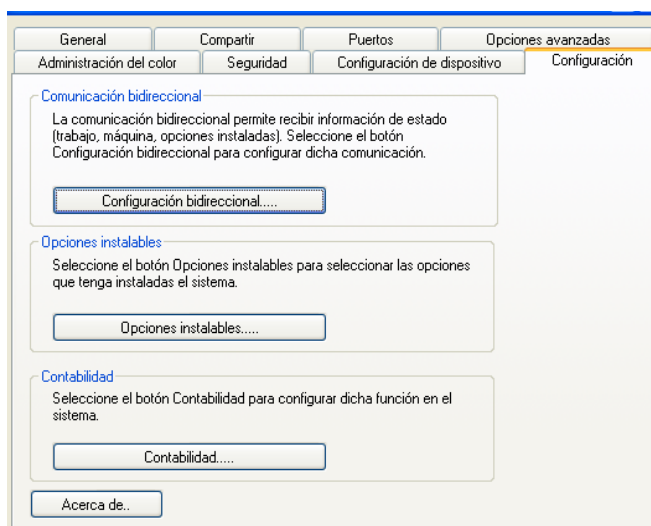 General Compartir Puertos Opciones avanzadas
Administración del color Seguridad Configuración de dispositivo Configuración
Comunicación bidireccional
La comunicación bidireccional permite recibir información de estado
(trabajo, máquina, opciones instaladas). Seleccione el botón
Configuración bidireccional para configurar dicha comunicación.
Configuración bidireccional.....
Opciones instalables
Seleccione el botón Opciones instalables para seleccionar las opciones
que tenga instaladas el sistema.
Opciones instalables.....
Contabilidad
Seleccione el botón Contabilidad para configurar dicha función en el
sistema.
Contabilidad.....
Acerca de..